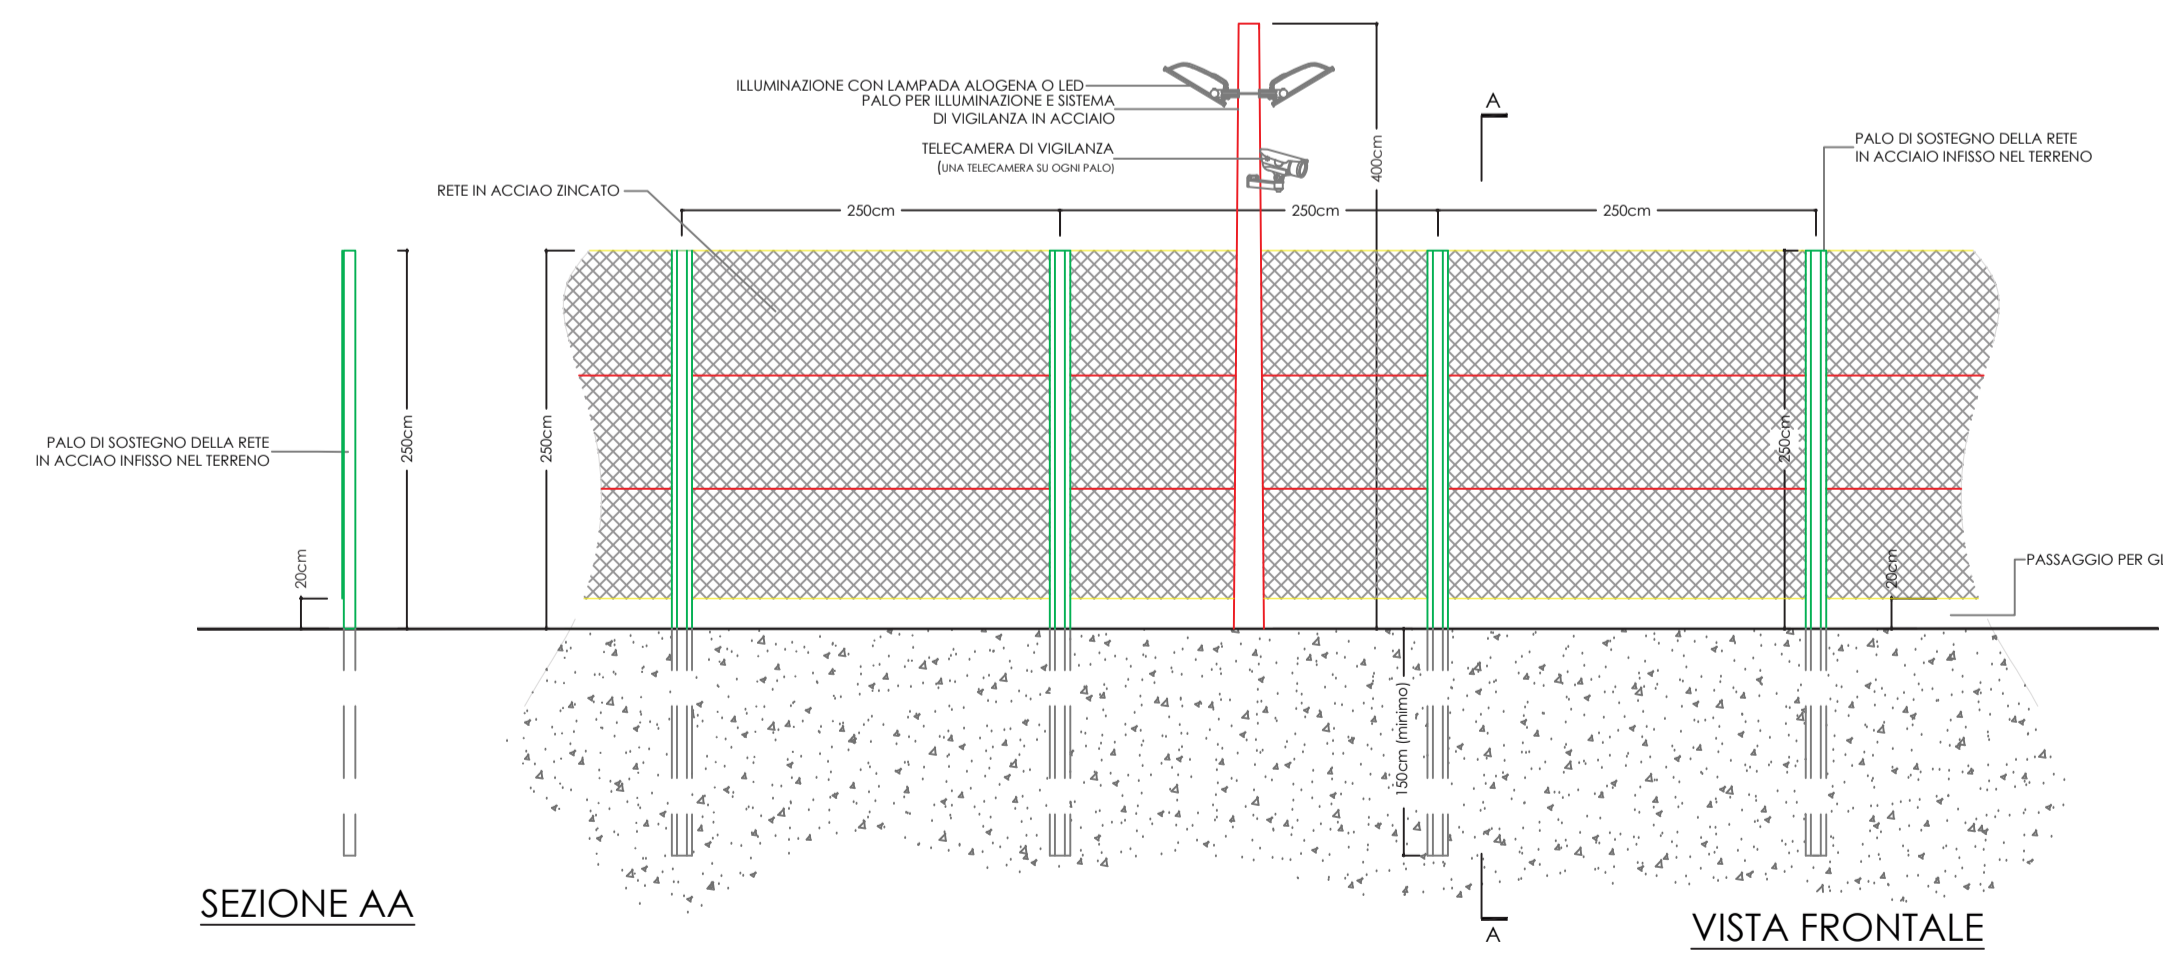 ILLUMINAZIONE CON LAMPADA ALOGENA O LED
PALO PER ILLUMINAZIONE E SISTEMA
DI VIGILANZA IN ACCIAIO
TELECAMERA DI VIGILANZA
(UNA TELECAMERA SU OGNI PALO)
RETE IN ACCIAO ZINCATO
A
400cm
PALO DI SOSTEGNO DELLA RETE
IN ACCIAIO INFISSO NEL TERRENO
250cm
250cm
250cm
PALO DI SOSTEGNO DELLA RETE
IN ACCIAO INFISSO NEL TERRENO
250cm
250cm
250cm
20cm
20cm
PASSAGGIO PER GL
150cm (minimo)
SEZIONE AA
A
VISTA FRONTALE